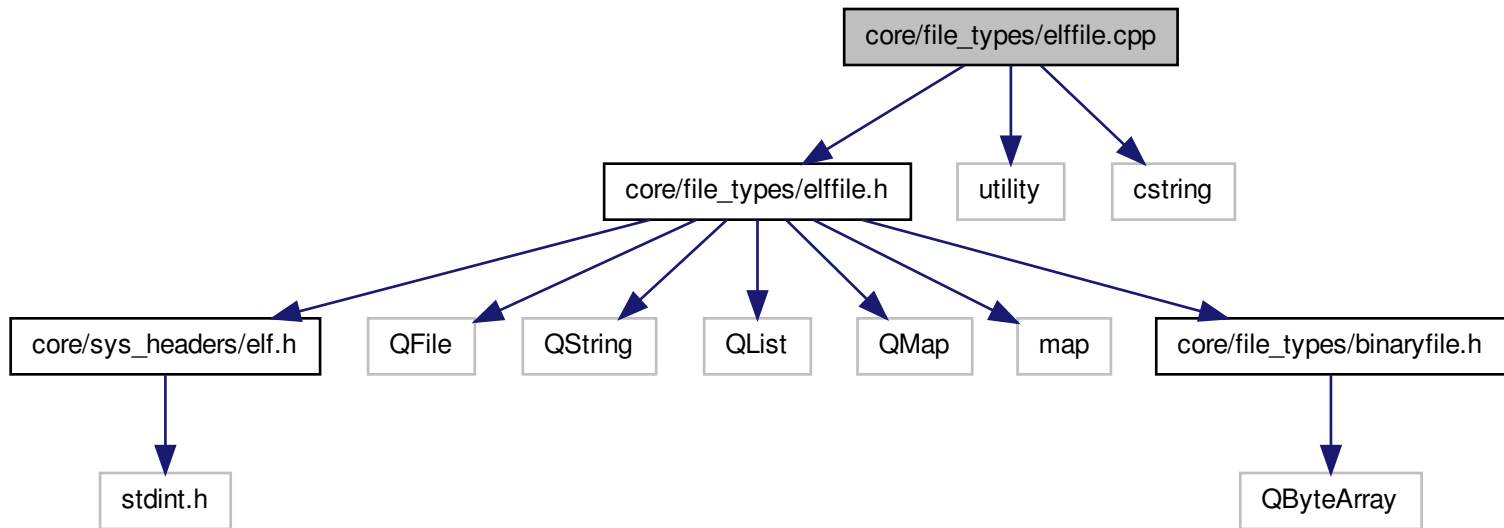 core/file_types/elffile.cpp
core/file_types/elffile.h
utility
cstring
core/sys_headers/elf.h
QFile
QString
QList
QMap
map
core/file_types/binaryfile.h
stdint.h
QByteArray